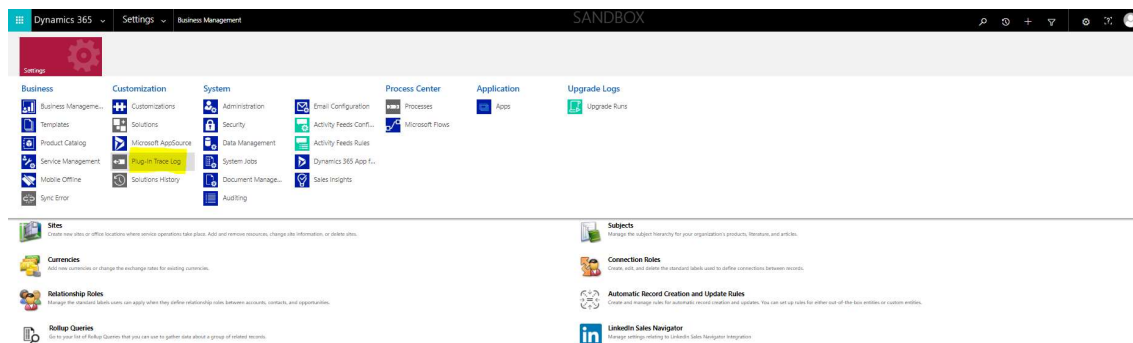 Dynamics 365 Settings Business Management SANDBOX
Settings
Business Customization System Process Center Application Upgrade Logs
Business Manageme... Customizations Administration Email Configuration Processes Apps Upgrade Runs
Templates Solutions Security Activity Feeds Confi... Microsoft Flows
Product Catalog Microsoft AppSource Data Management Activity Feeds Rules
Service Management Plug-In Trace Log System Jobs Dynamics 365 App f...
Mobile Offline Solutions History Document Manage... Sales Insights
Sync Error Auditing
Sites Subjects
Create new sites or office locations where service operations take place. Add and remove resources, change site information, or delete sites. Manage the subject hierarchy for your organization's products, literature, and articles.
Currencies Connection Roles
Add new currencies or change the exchange rates for existing currencies. Create, edit, and delete the standard labels used to define connections between records.
Relationship Roles Automatic Record Creation and Update Rules
Manage the standard labels users can apply when they define relationship roles between accounts, contacts, and opportunities. Create and manage rules for automatic record creation and updates. You can set up rules for either out-of-the-box entities or custom entities.
Rollup Queries LinkedIn Sales Navigator
Go to your list of Rollup Queries that you can use to gather data about a group of related records. Manage settings relating to LinkedIn Sales Navigator Integration